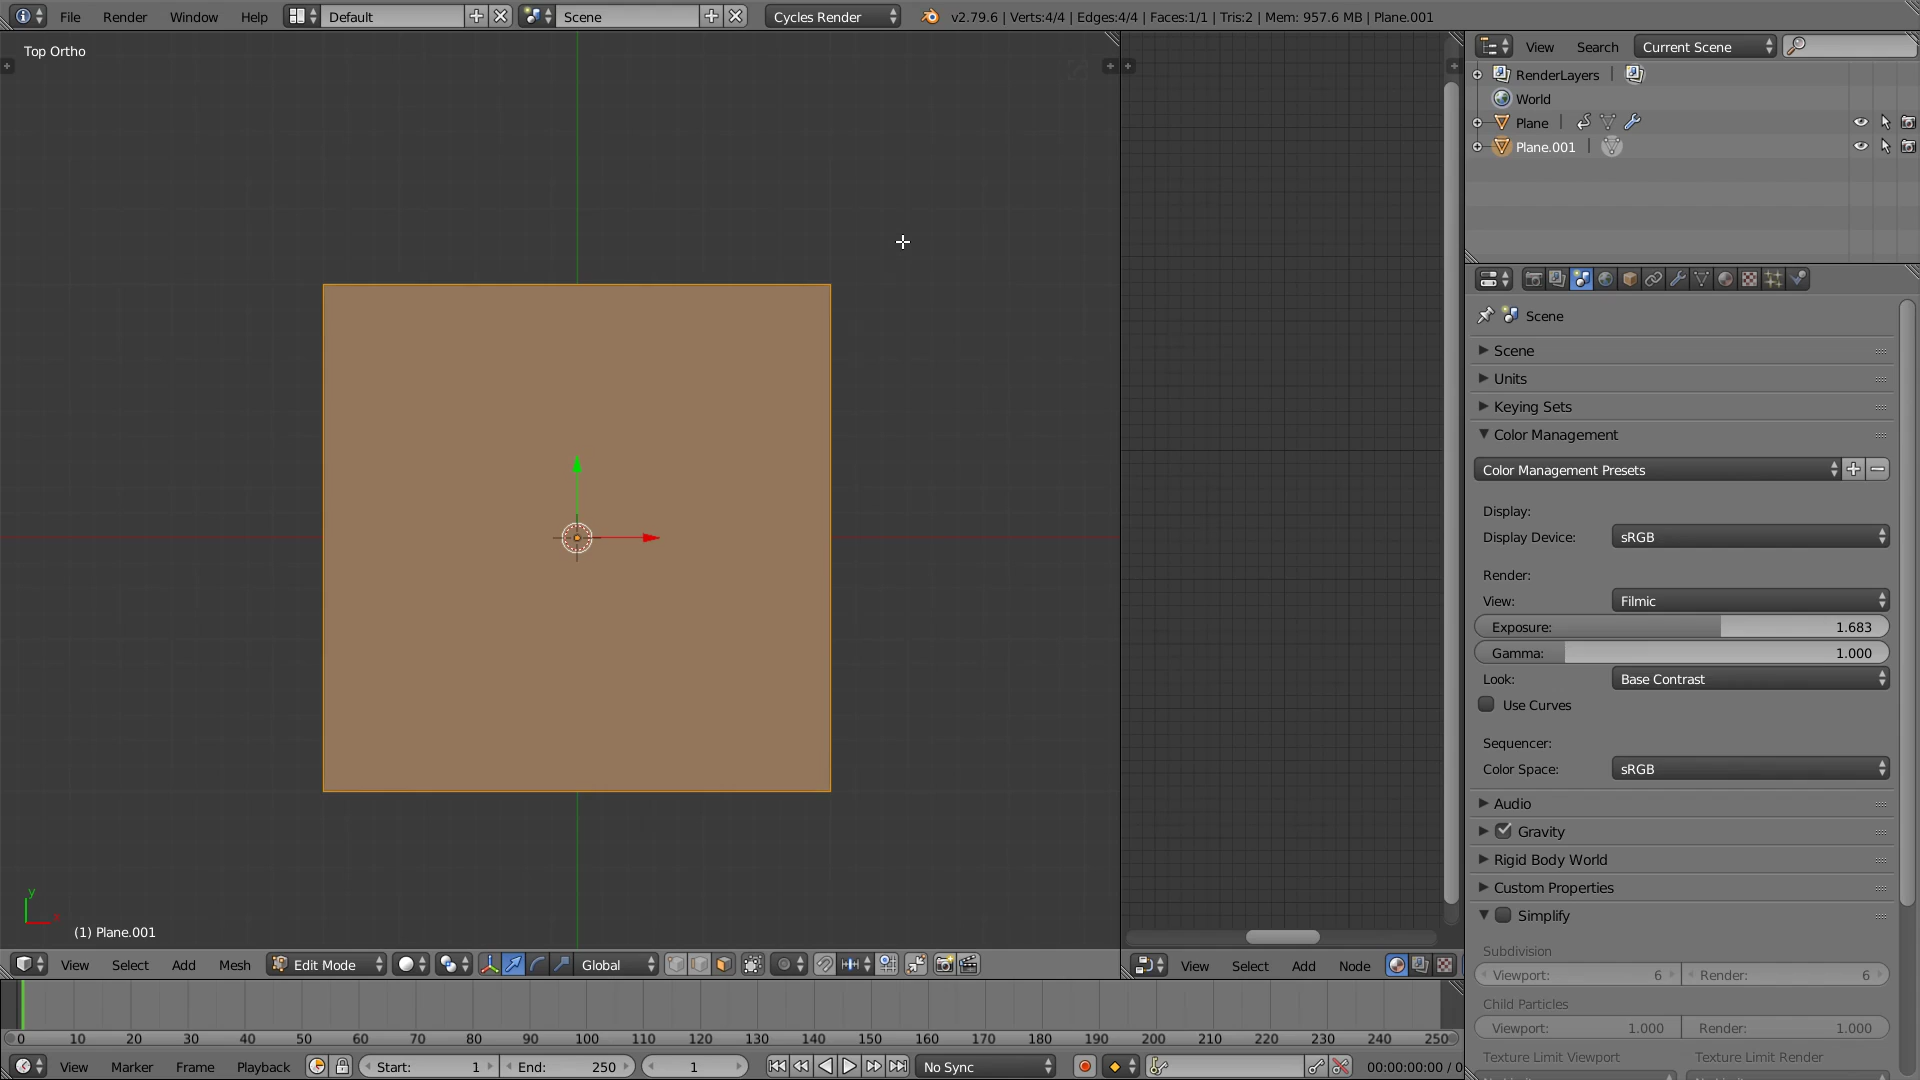 File Render Window Help Default Scene Cycles Render v2.79.6 | Verts:4/4 | Edges:4/4 | Faces:1/1 | Tris:2 | Mem: 957.6 MB | Plane.001
Top Ortho
View Search Current Scene
RenderLayers
World
Plane
Plane.001
Scene
Scene
Units
Keying Sets
Color Management
Color Management Presets
Display:
Display Device: sRGB
Render:
View: Filmic
Exposure: 1.683
Gamma: 1.000
Look: Base Contrast
Use Curves
Sequencer:
Color Space: sRGB
Audio
Gravity
Rigid Body World
Custom Properties
Simplify
Subdivision
Viewport: 6 Render: 6
Child Particles
Viewport: 1.000 Render: 1.000
Texture Limit Viewport Texture Limit Render
y
x
(1) Plane.001
View Select Add Mesh Edit Mode Global
View Select Add Node
0 10 20 30 40 50 60 70 80 90 100 110 120 130 140 150 160 170 180 190 200 210 220 230 240 250
View Marker Frame Playback Start: 1 End: 250 1 No Sync 00:00:00:00 / 0